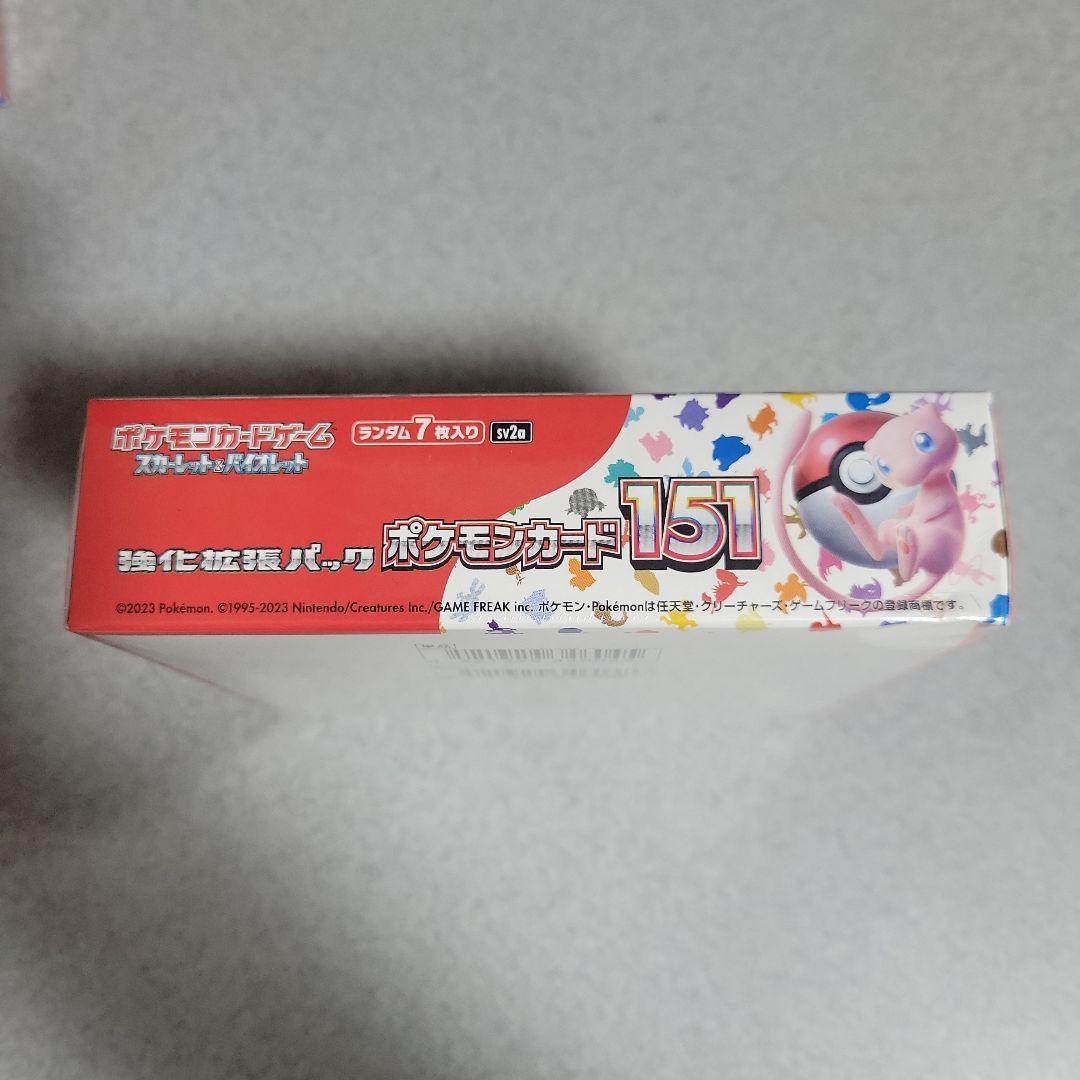 ポケモンカードゲーム
スカーレット&バイオレット
ランダム7枚入り
sv2a
強化拡張パック
ポケモンカード151
©2023 Pokémon. ©1995-2023 Nintendo/Creatures Inc./GAME FREAK inc. ポケモン・Pokémonは任天堂・クリーチャーズ・ゲームフリークの登録商標です。